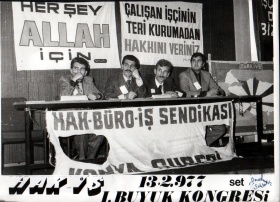 HER ŞEY
ALLAH
İÇİN...
ÇALIŞAN İŞÇİNİN
TERİ KURUMADAN
HAKKINI VERİNİZ
HAK-BÜRO-İŞ SENDİKASI
KONYA ŞUBESİ
HAK İŞ 13-2-977 set
I. BÜYÜK KONGRESİ